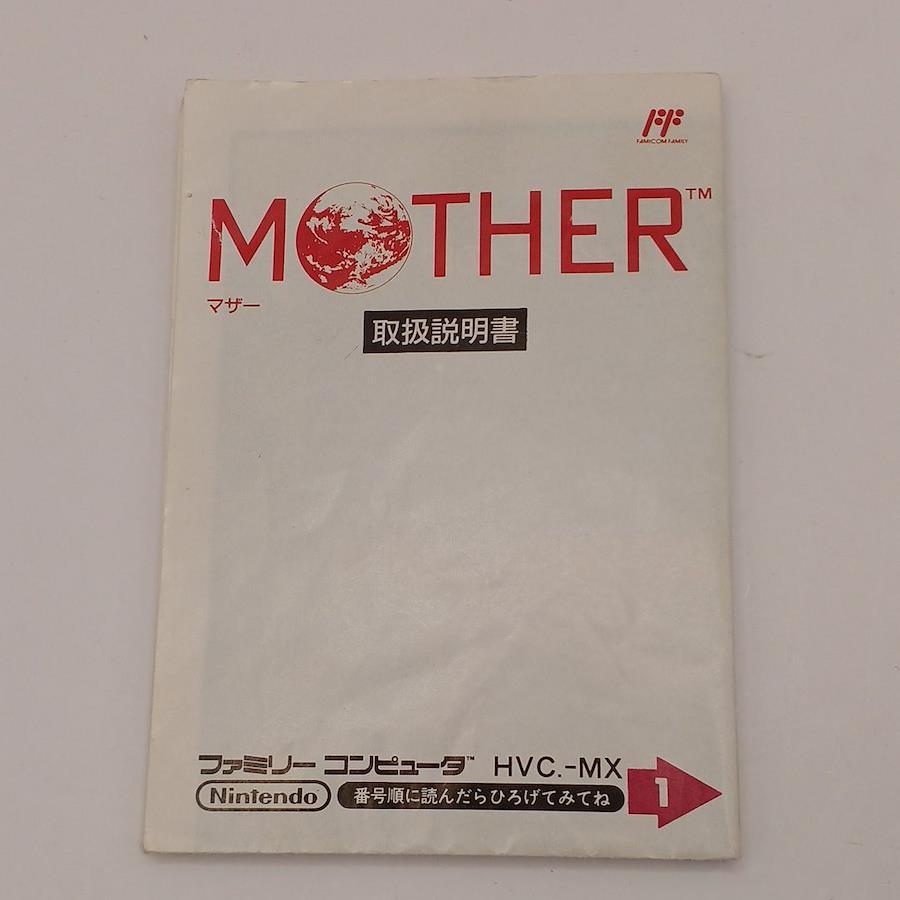 FAMICOM FAMILY
MOTHER™
マザー
取扱説明書
ファミリー コンピュータ™ HVC.-MX
Nintendo 番号順に読んだらひろげてみてね 1